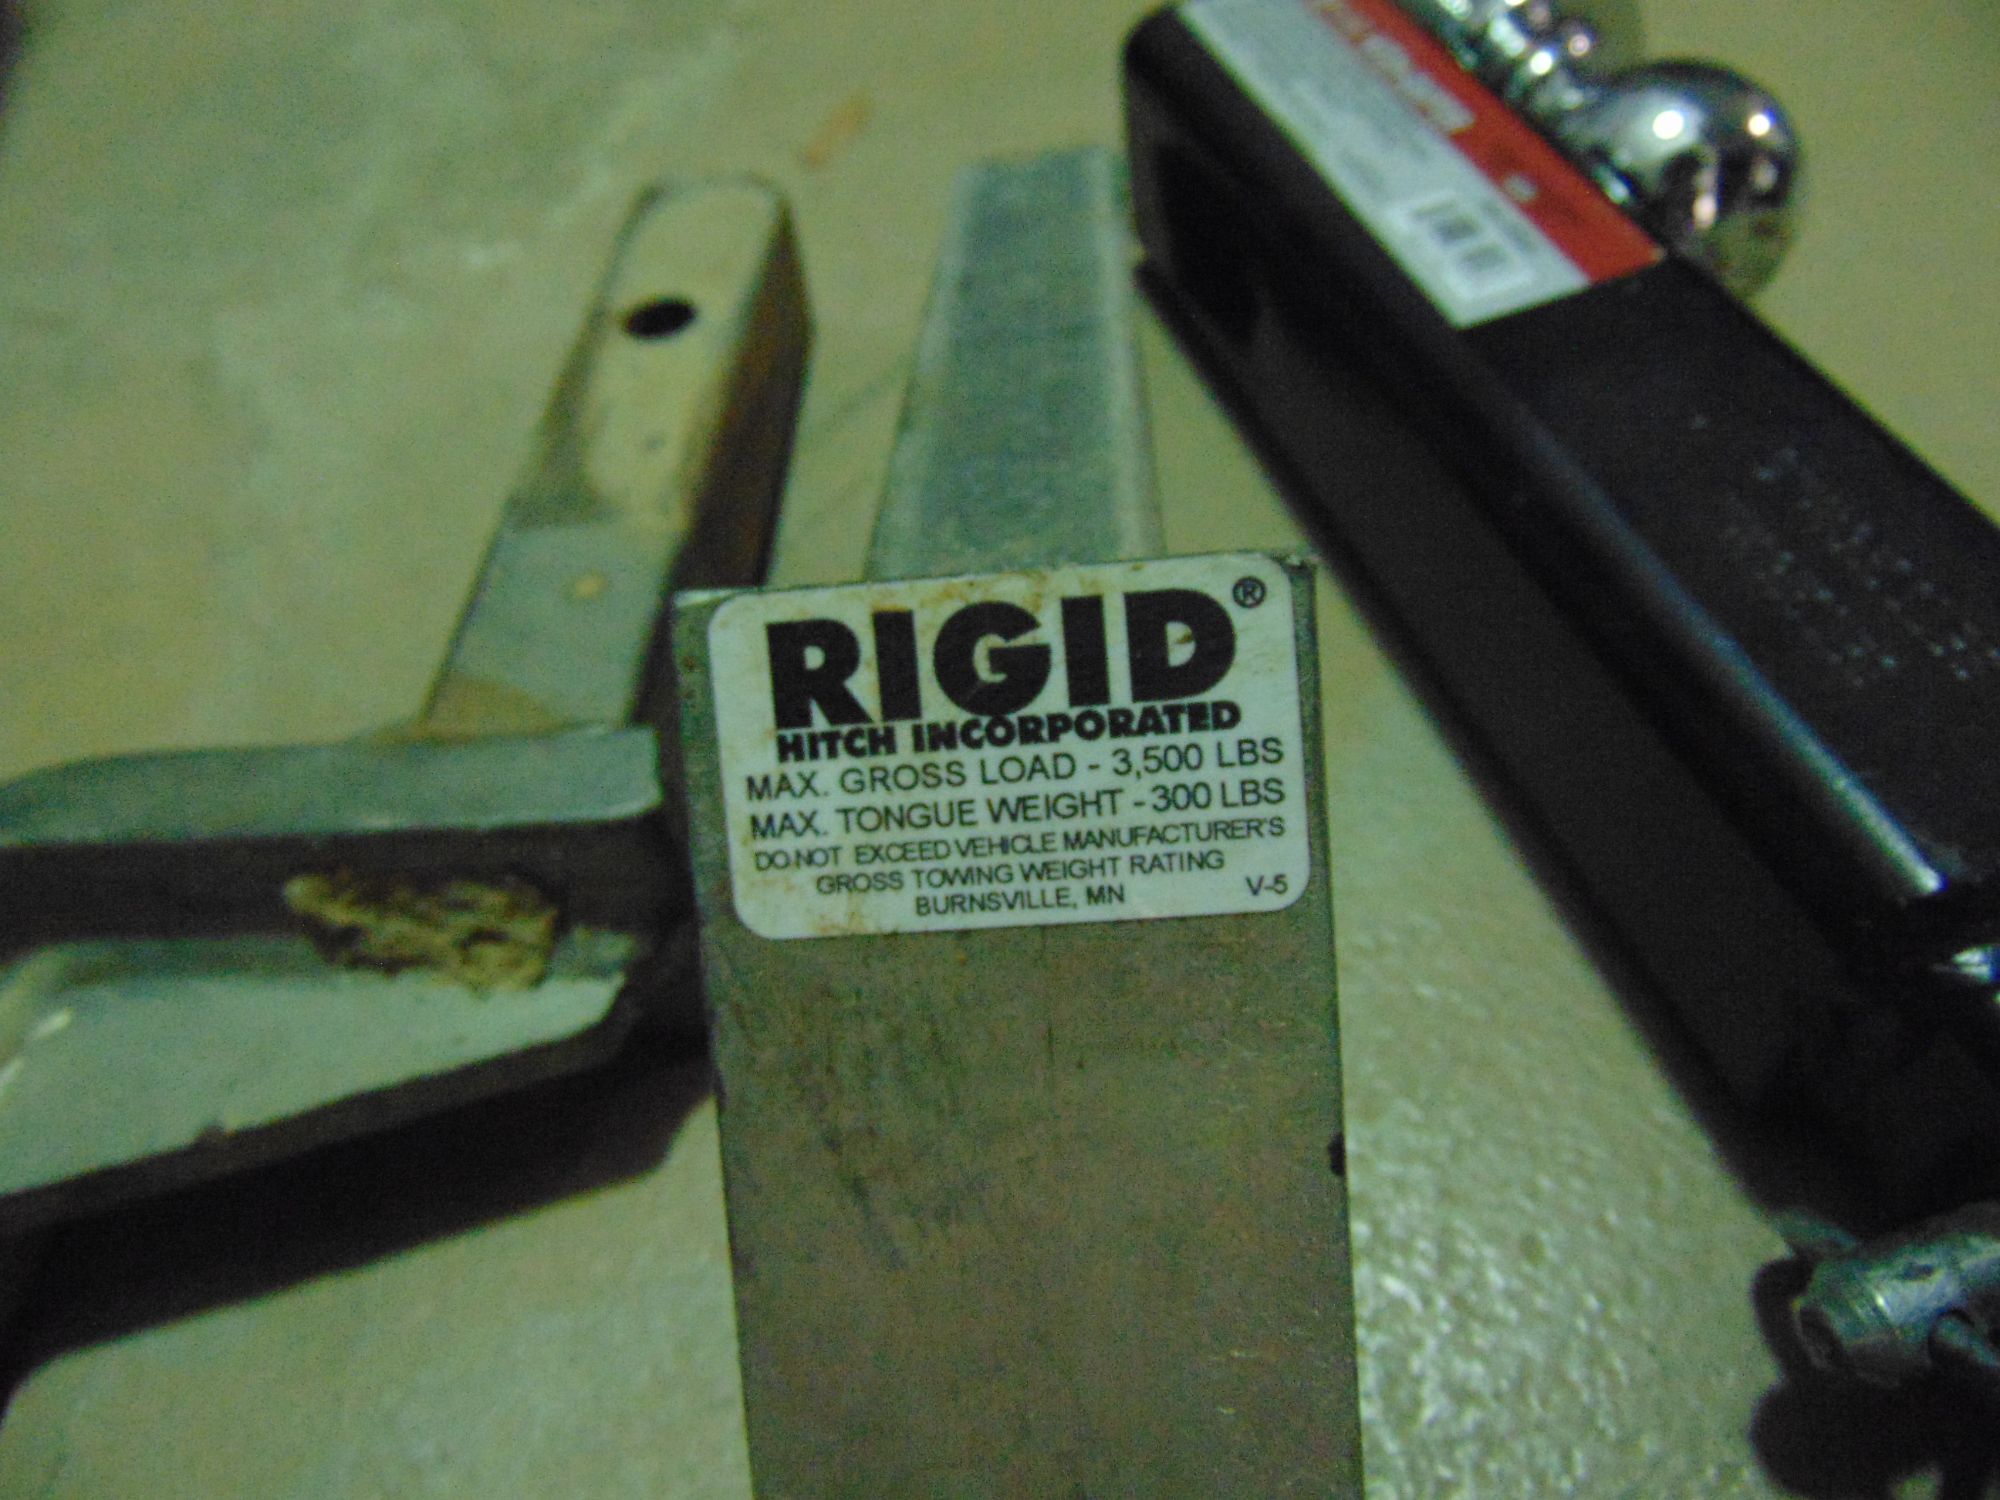 RIGID®
HITCH INCORPORATED
MAX. GROSS LOAD - 3,500 LBS
MAX. TONGUE WEIGHT - 300 LBS
DO NOT EXCEED VEHICLE MANUFACTURER'S
GROSS TOWING WEIGHT RATING
BURNSVILLE, MN V-5